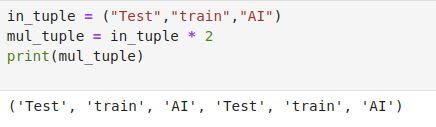 in_tuple = ("Test","train","AI")
mul_tuple = in_tuple * 2
print(mul_tuple)
('Test', 'train', 'AI', 'Test', 'train', 'AI')